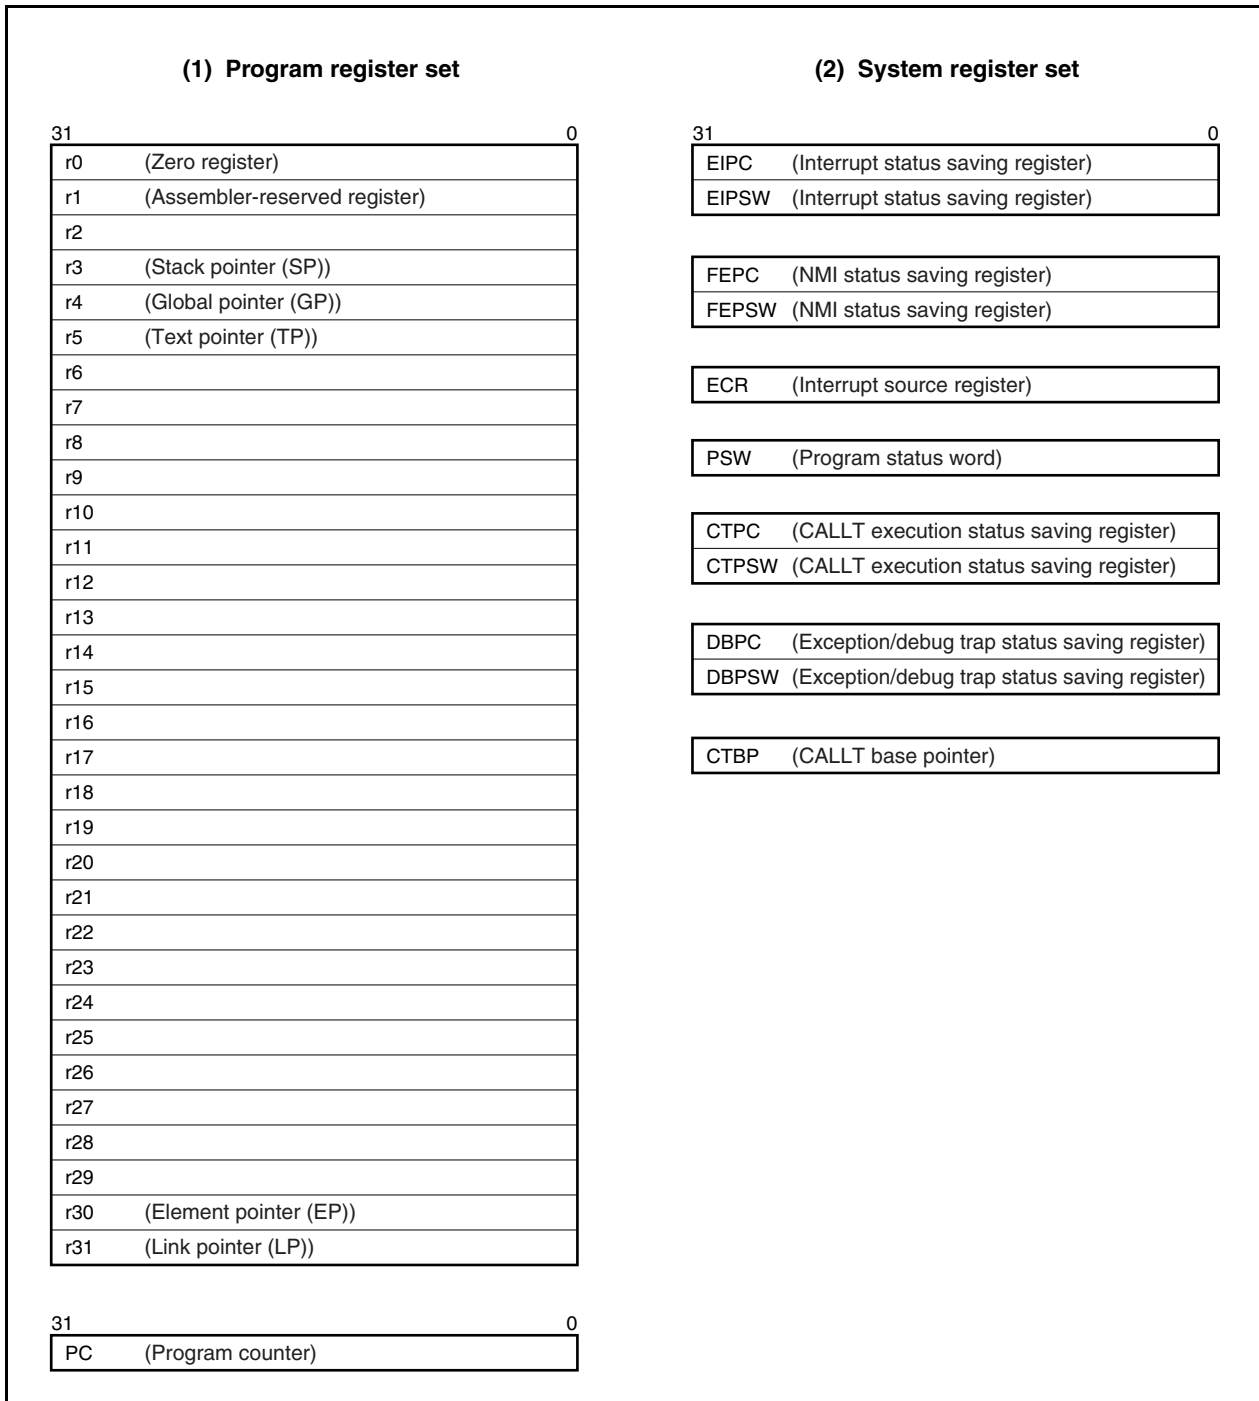 (1) Program register set
31 0
r0 (Zero register)
r1 (Assembler-reserved register)
r2
r3 (Stack pointer (SP))
r4 (Global pointer (GP))
r5 (Text pointer (TP))
r6
r7
r8
r9
r10
r11
r12
r13
r14
r15
r16
r17
r18
r19
r20
r21
r22
r23
r24
r25
r26
r27
r28
r29
r30 (Element pointer (EP))
r31 (Link pointer (LP))
31 0
PC (Program counter)
(2) System register set
31 0
EIPC (Interrupt status saving register)
EIPSW (Interrupt status saving register)
FEPC (NMI status saving register)
FEPSW (NMI status saving register)
ECR (Interrupt source register)
PSW (Program status word)
CTPC (CALLT execution status saving register)
CTPSW (CALLT execution status saving register)
DBPC (Exception/debug trap status saving register)
DBPSW (Exception/debug trap status saving register)
CTBP (CALLT base pointer)